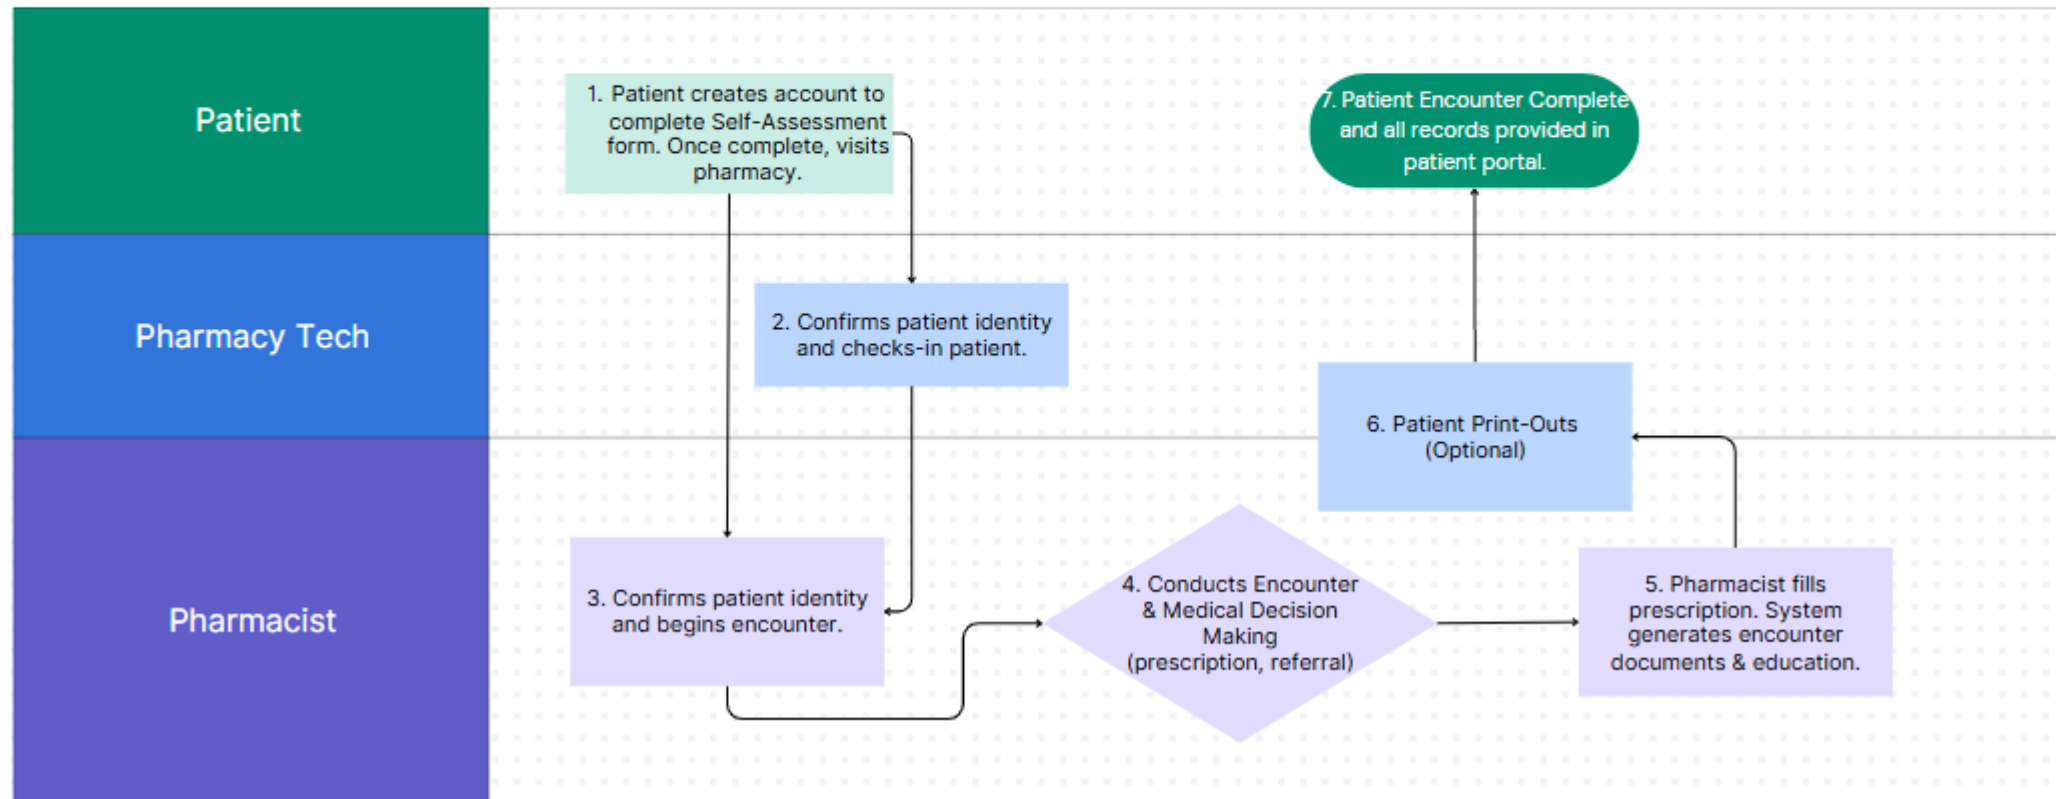 Patient
1. Patient creates account to
complete Self-Assessment
form. Once complete, visits
pharmacy.
7. Patient Encounter Complete
and all records provided in
patient portal.
Pharmacy Tech
2. Confirms patient identity
and checks-in patient.
6. Patient Print-Outs
(Optional)
Pharmacist
3. Confirms patient identity
and begins encounter.
4. Conducts Encounter
& Medical Decision
Making
(prescription, referral)
5. Pharmacist fills
prescription. System
generates encounter
documents & education.